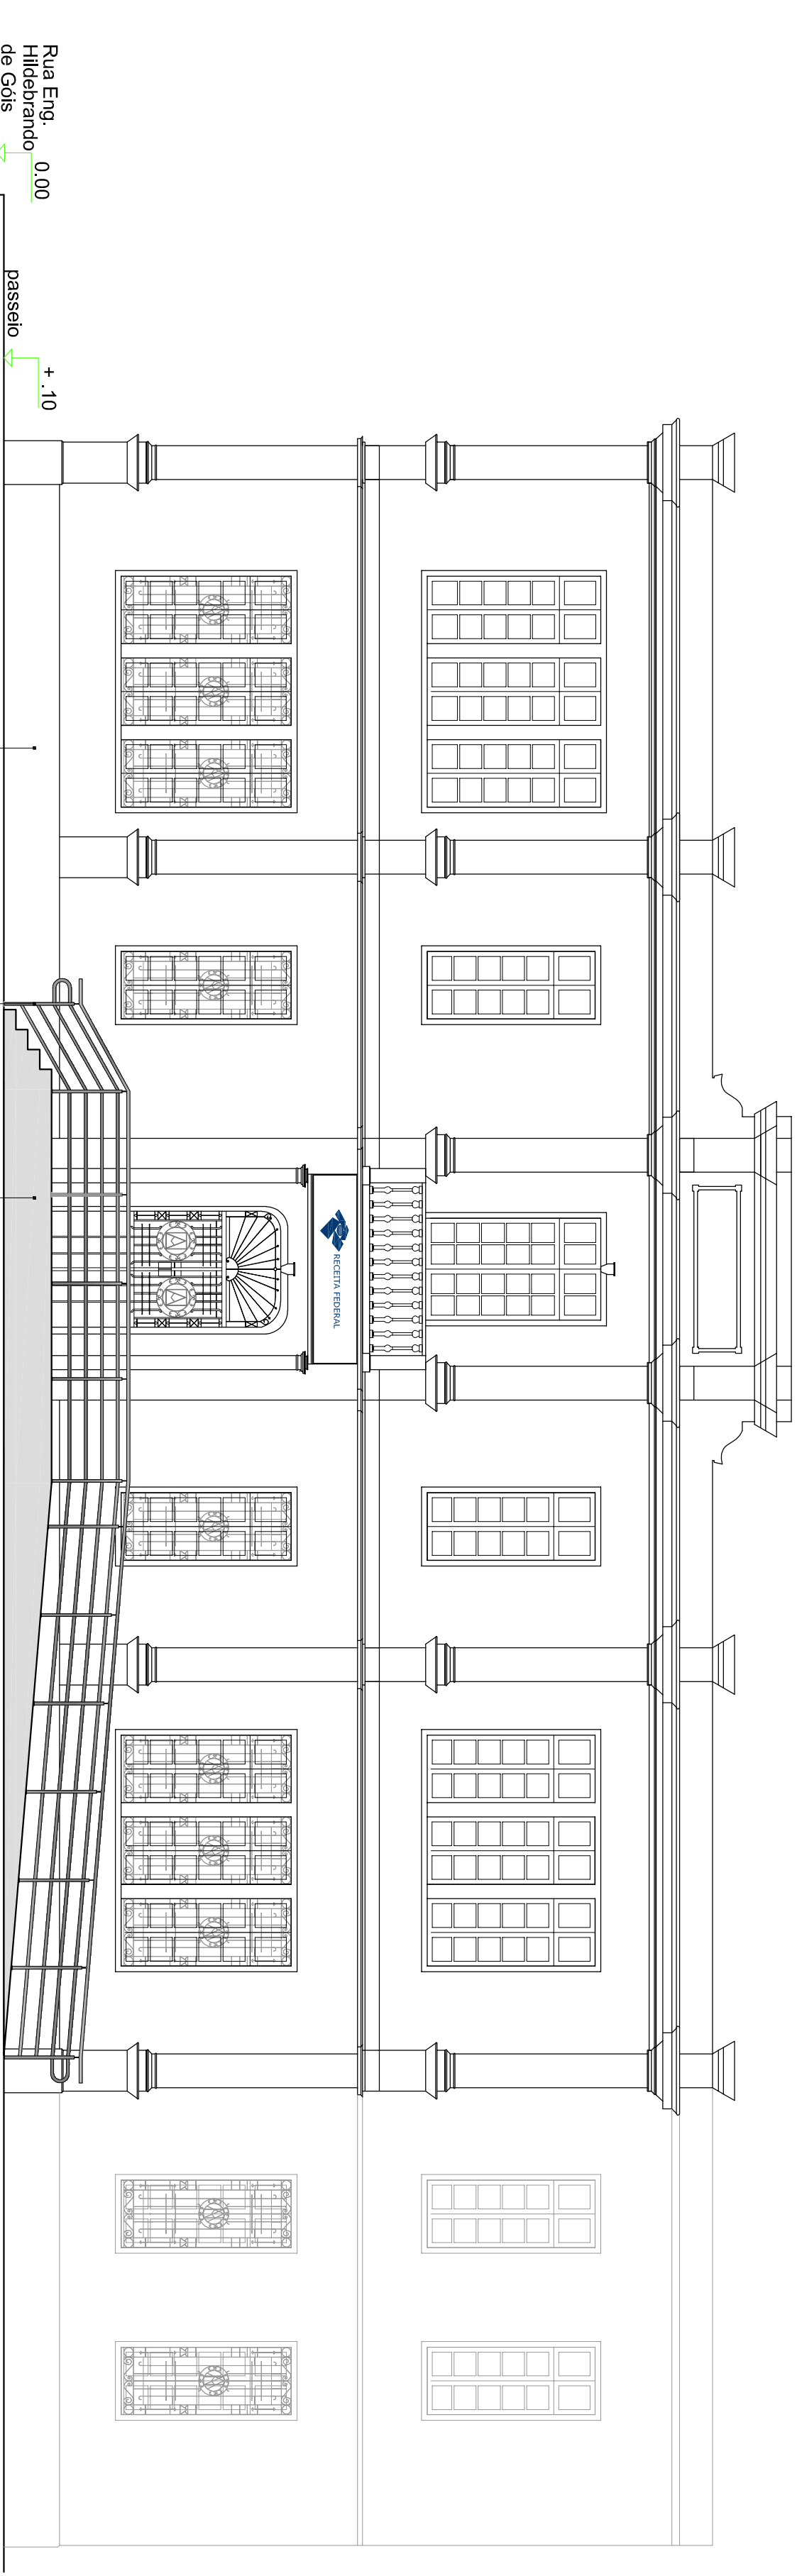 Rua Eng.
Hildebrando
de Góis
0.00
passeio
+ .10
RECEITA FEDERAL